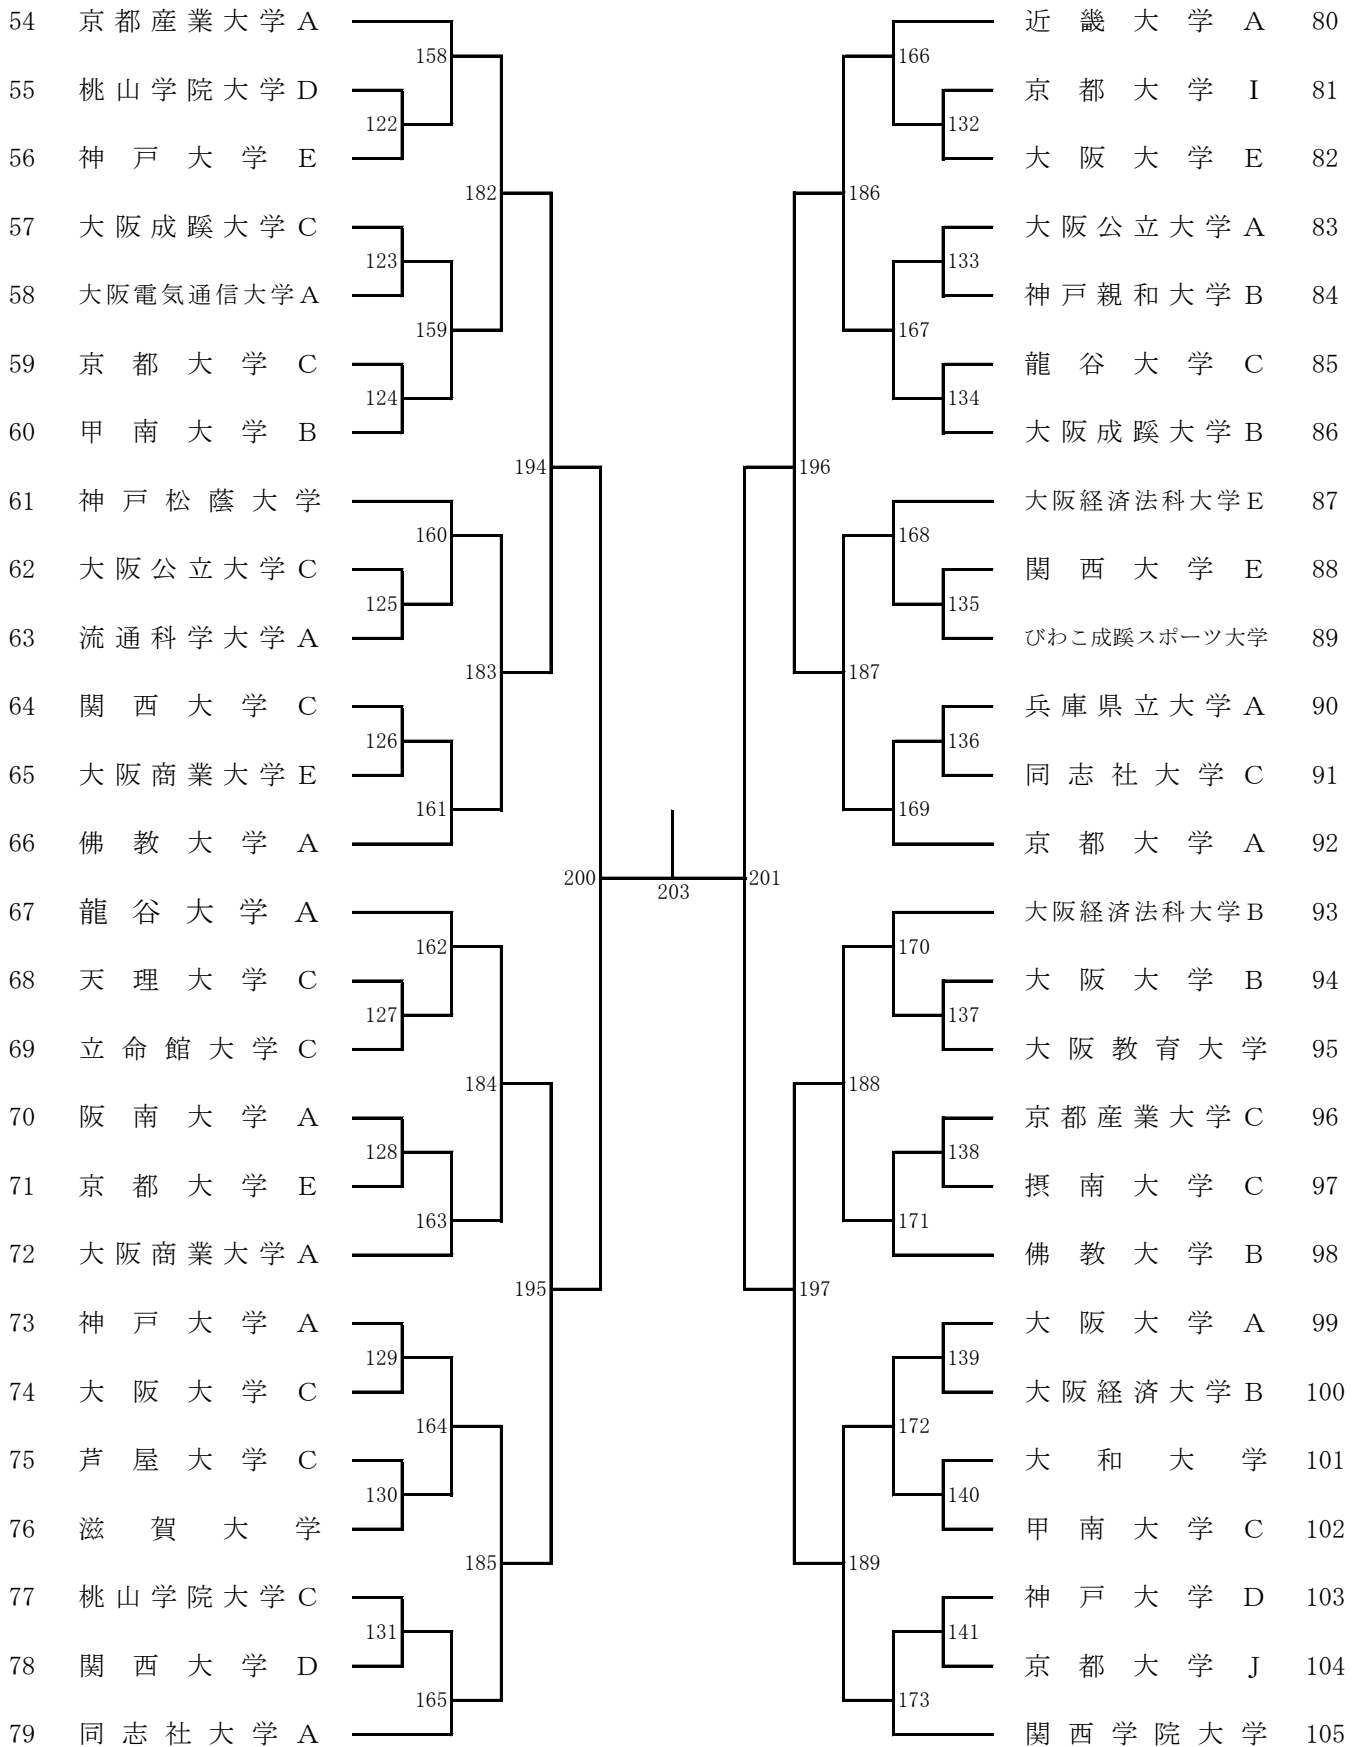 54 京都産業大学A
158
55 桃山学院大学D
122
56 神戸大学E
182
57 大阪成蹊大学C
123
58 大阪電気通信大学A
159
59 京都大学C
124
60 甲南大学B
194
61 神戸松蔭大学
160
62 大阪公立大学C
125
63 流通科学大学A
183
64 関西大学C
126
65 大阪商業大学E
161
66 佛教大学A
200
67 龍谷大学A
162
68 天理大学C
127
69 立命館大学C
184
70 阪南大学A
128
71 京都大学E
163
72 大阪商業大学A
195
73 神戸大学A
129
74 大阪大学C
164
75 芦屋大学C
130
76 滋賀大学
185
77 桃山学院大学C
131
78 関西大学D
165
79 同志社大学A
203
近畿大学A 80
166
京都大学I 81
132
大阪大学E 82
186
大阪公立大学A 83
133
神戸親和大学B 84
167
龍谷大学C 85
134
大阪成蹊大学B 86
196
大阪経済法科大学E 87
168
関西大学E 88
135
びわこ成蹊スポーツ大学 89
187
兵庫県立大学A 90
136
同志社大学C 91
169
京都大学A 92
201
大阪経済法科大学B 93
170
大阪大学B 94
137
大阪教育大学 95
188
京都産業大学C 96
138
摂南大学C 97
171
佛教大学B 98
197
大阪大学A 99
139
大阪経済大学B 100
172
大和大学 101
140
甲南大学C 102
189
神戸大学D 103
141
京都大学J 104
173
関西学院大学 105